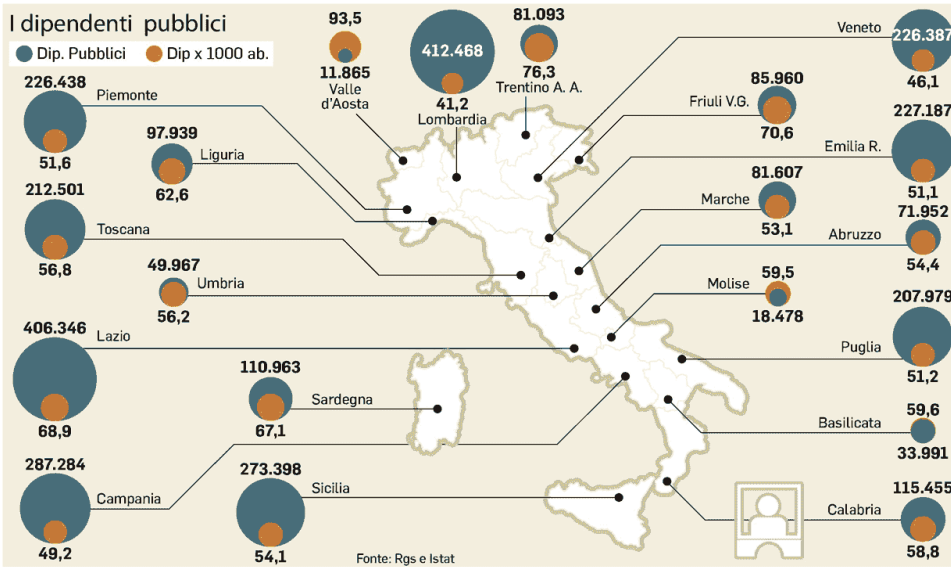 I dipendenti pubblici
Dip. Pubblici
Dip x 1000 ab.
226.438
Piemonte
51,6
97.939
Liguria
62,6
212.501
Toscana
56,8
49.967
Umbria
56,2
406.346
Lazio
68,9
110.963
Sardegna
67,1
287.284
Campania
49,2
273.398
Sicilia
54,1
93,5
11.865
Valle
d'Aosta
412.468
41,2
Lombardia
81.093
76,3
Trentino A. A.
Veneto
226.387
46,1
85.960
Friuli V.G.
70,6
227.187
Emilia R.
51,1
81.607
Marche
53,1
71.952
Abruzzo
54,4
59,5
Molise
18.478
207.979
Puglia
51,2
59,6
Basilicata
33.991
115.455
Calabria
58,8
Fonte: Rgs e Istat